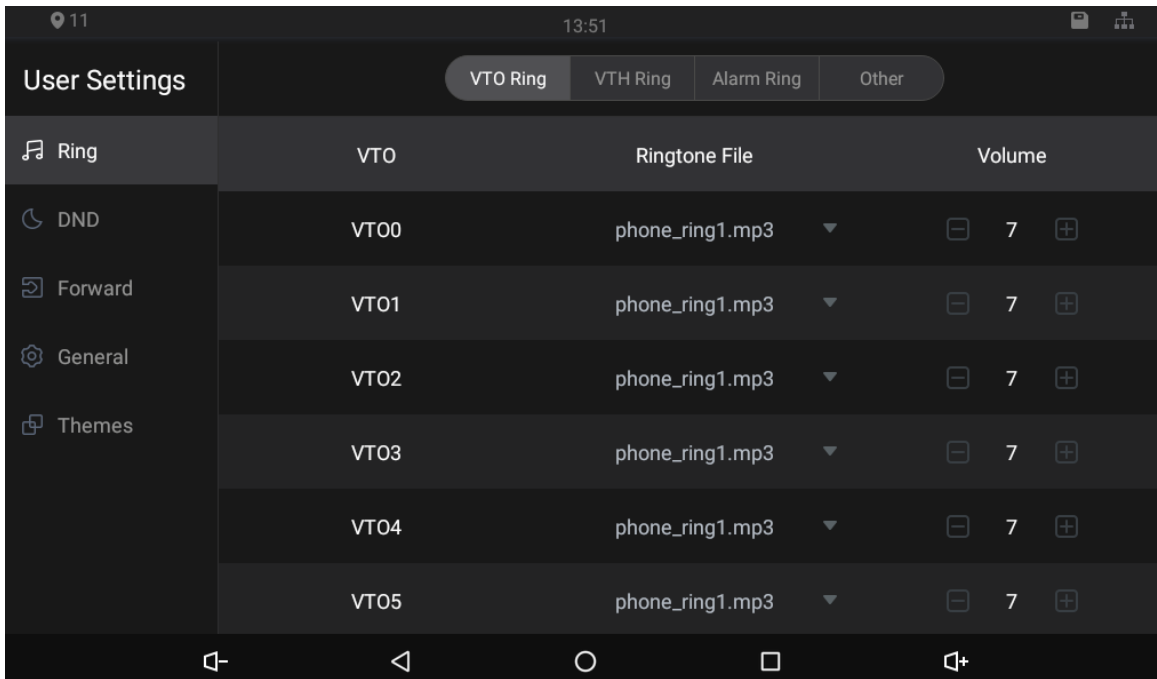 11
13:51
User Settings
VTO Ring VTH Ring Alarm Ring Other
Ring
DND
Forward
General
Themes
VTO Ringtone File Volume
VTO0 phone_ring1.mp3 7
VTO1 phone_ring1.mp3 7
VTO2 phone_ring1.mp3 7
VTO3 phone_ring1.mp3 7
VTO4 phone_ring1.mp3 7
VTO5 phone_ring1.mp3 7